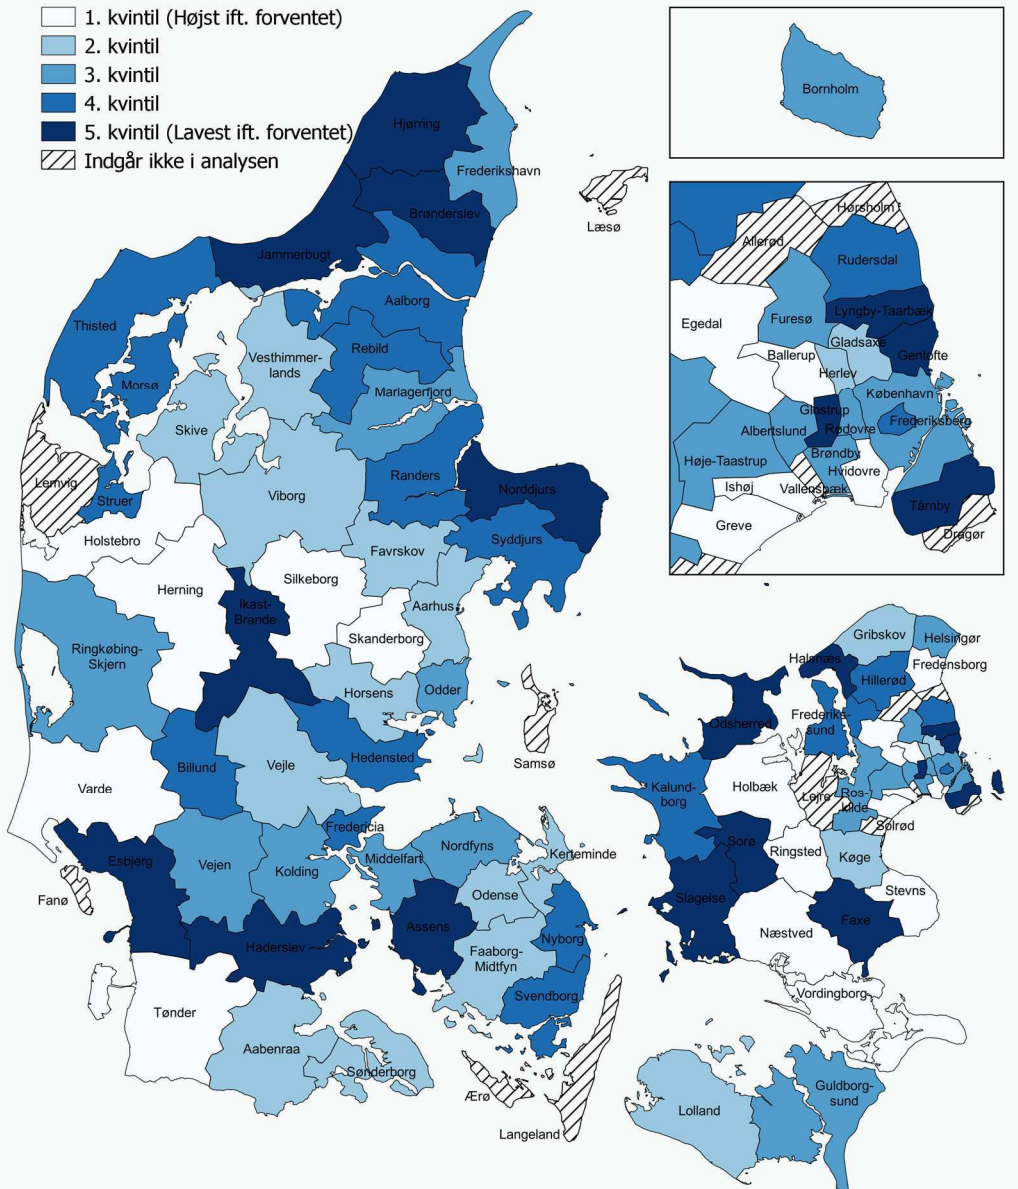 1. kvintil (Højst ift. forventet)
2. kvintil
3. kvintil
4. kvintil
5. kvintil (Lavest ift. forventet)
Indgår ikke i analysen
Hjørring
Frederikshavn
Brønderslev
Læsø
Jammerbugt
Aalborg
Thisted
Rebild
Vesthimmer-
lands
Morsø
Mariagerfjord
Skive
Lemvig
Randers
Struer
Viborg
Norddjurs
Holstebro
Syddjurs
Favrskov
Silkeborg
Herning
Ikast-
Brande
Aarhus
Skanderborg
Ringkøbing-
Skjern
Horsens
Odder
Samsø
Billund
Vejle
Hedensted
Varde
Fredericia
Esbjerg
Vejen
Kolding
Middelfart
Nordfyns
Kerteminde
Fanø
Odense
Assens
Haderslev
Nyborg
Faaborg-
Midtfyn
Svendborg
Tønder
Aabenraa
Sønderborg
Ærø
Langeland
Bornholm
Hørsholm
Allerød
Rudersdal
Egedal
Furesø
Lyngby-Taarbæk
Gladsaxe
Ballerup
Gentofte
Herlev
København
Glostrup
Frederiksberg
Albertslund
Rødovre
Brøndby
Høje-Taastrup
Hvidovre
Ishøj
Vallensbæk
Tårnby
Greve
Dragør
Gribskov
Helsingør
Halsnæs
Fredensborg
Hillerød
Odsherred
Frederiks-
sund
Kalund-
borg
Holbæk
Lejre
Ros-
kilde
Solrød
Sorø
Ringsted
Køge
Slagelse
Stevns
Faxe
Næstved
Vordingborg
Guldborg-
sund
Lolland